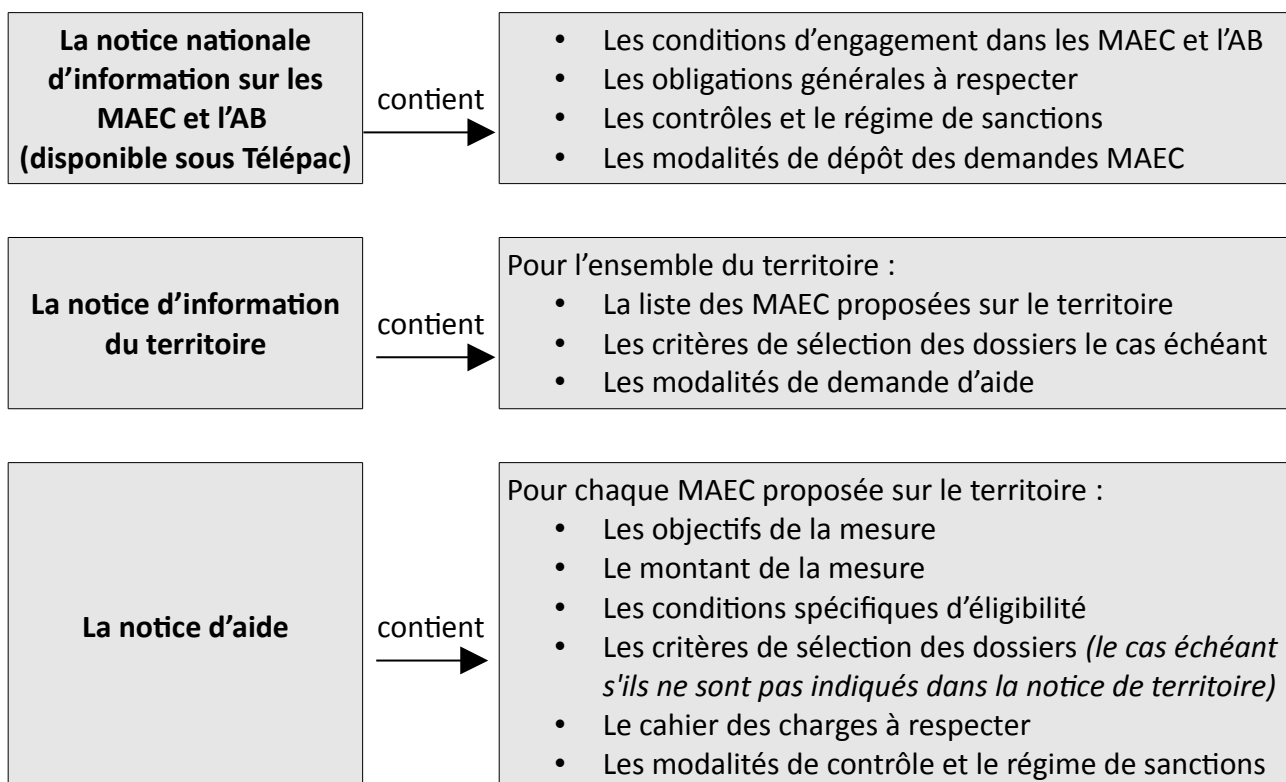 La notice nationale
d’information sur les
MAEC et l’AB
(disponible sous Télépac)
contient
• Les conditions d’engagement dans les MAEC et l’AB
• Les obligations générales à respecter
• Les contrôles et le régime de sanctions
• Les modalités de dépôt des demandes MAEC
La notice d’information
du territoire
contient
Pour l’ensemble du territoire :
• La liste des MAEC proposées sur le territoire
• Les critères de sélection des dossiers le cas échéant
• Les modalités de demande d’aide
La notice d’aide
contient
Pour chaque MAEC proposée sur le territoire :
• Les objectifs de la mesure
• Le montant de la mesure
• Les conditions spécifiques d’éligibilité
• Les critères de sélection des dossiers (le cas échéant
s'ils ne sont pas indiqués dans la notice de territoire)
• Le cahier des charges à respecter
• Les modalités de contrôle et le régime de sanctions